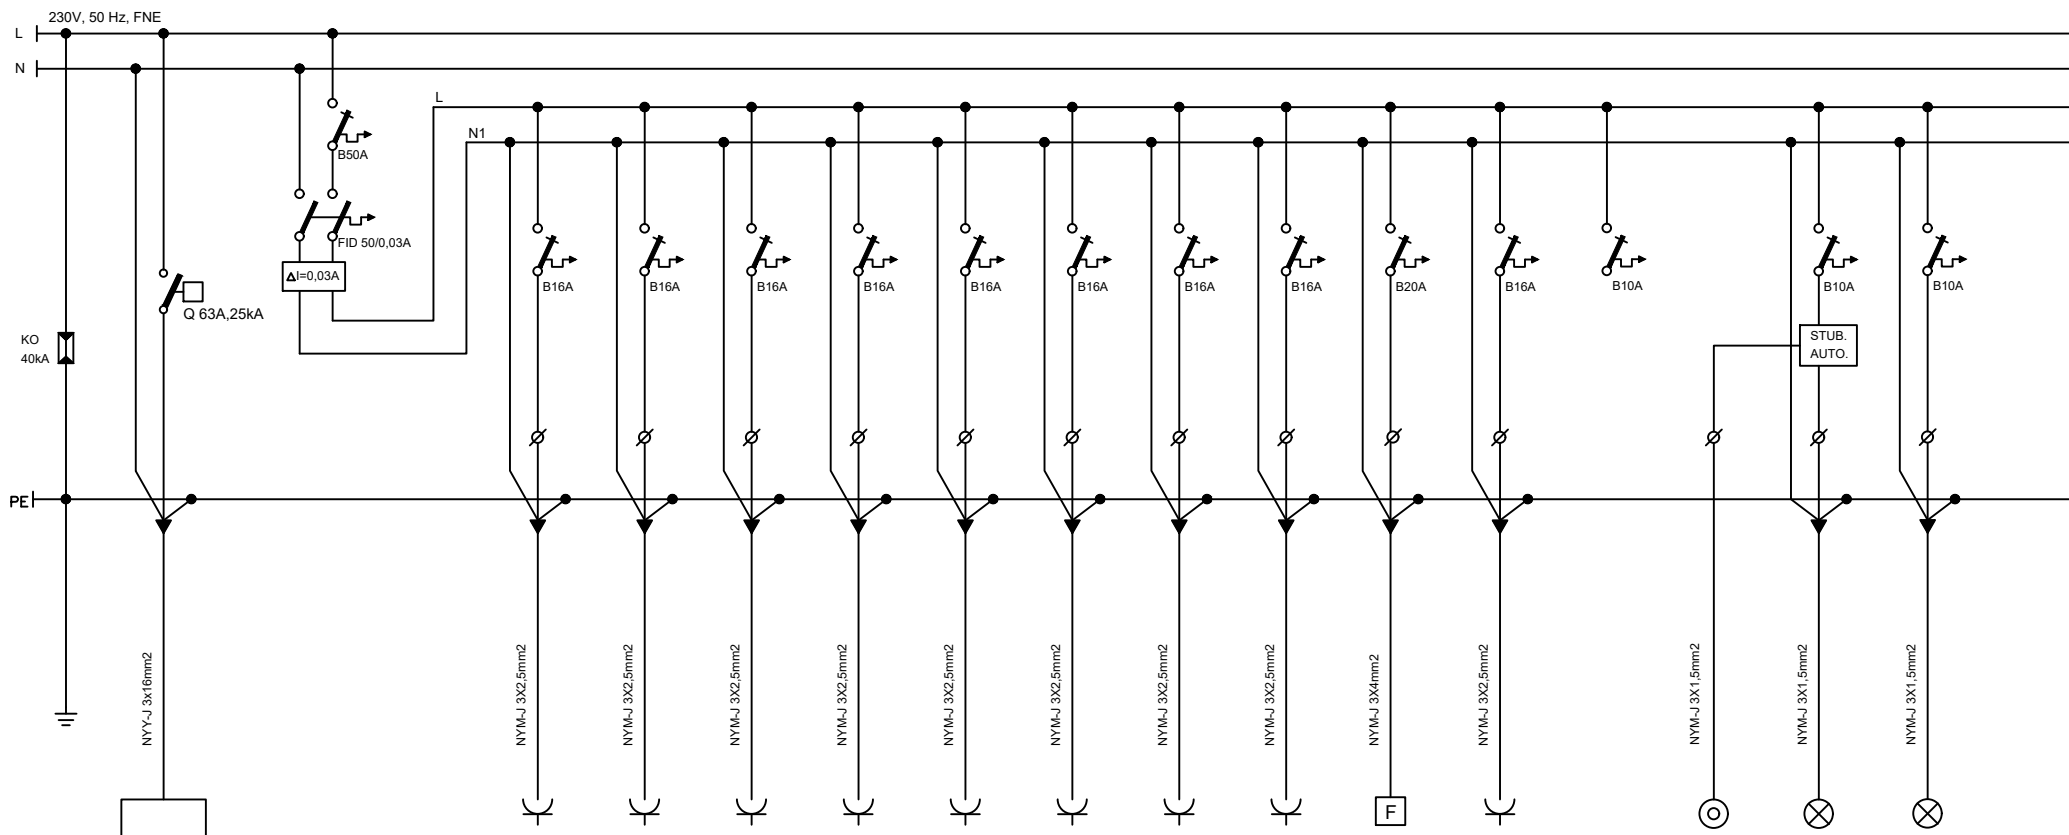 230V, 50 Hz, FNE
L
N
L
N1
B50A
FID 50/0,03A
ΔI=0,03A
Q 63A,25kA
KO
40kA
B16A
B16A
B16A
B16A
B16A
B16A
B16A
B16A
B20A
B16A
B10A
B10A
B10A
STUB.
AUTO.
PE
NYY-J 3x16mm2
NYM-J 3X2,5mm2
NYM-J 3X2,5mm2
NYM-J 3X2,5mm2
NYM-J 3X2,5mm2
NYM-J 3X2,5mm2
NYM-J 3X2,5mm2
NYM-J 3X2,5mm2
NYM-J 3X2,5mm2
NYM-J 3X4mm2
NYM-J 3X2,5mm2
NYM-J 3X1,5mm2
NYM-J 3X1,5mm2
NYM-J 3X1,5mm2
F